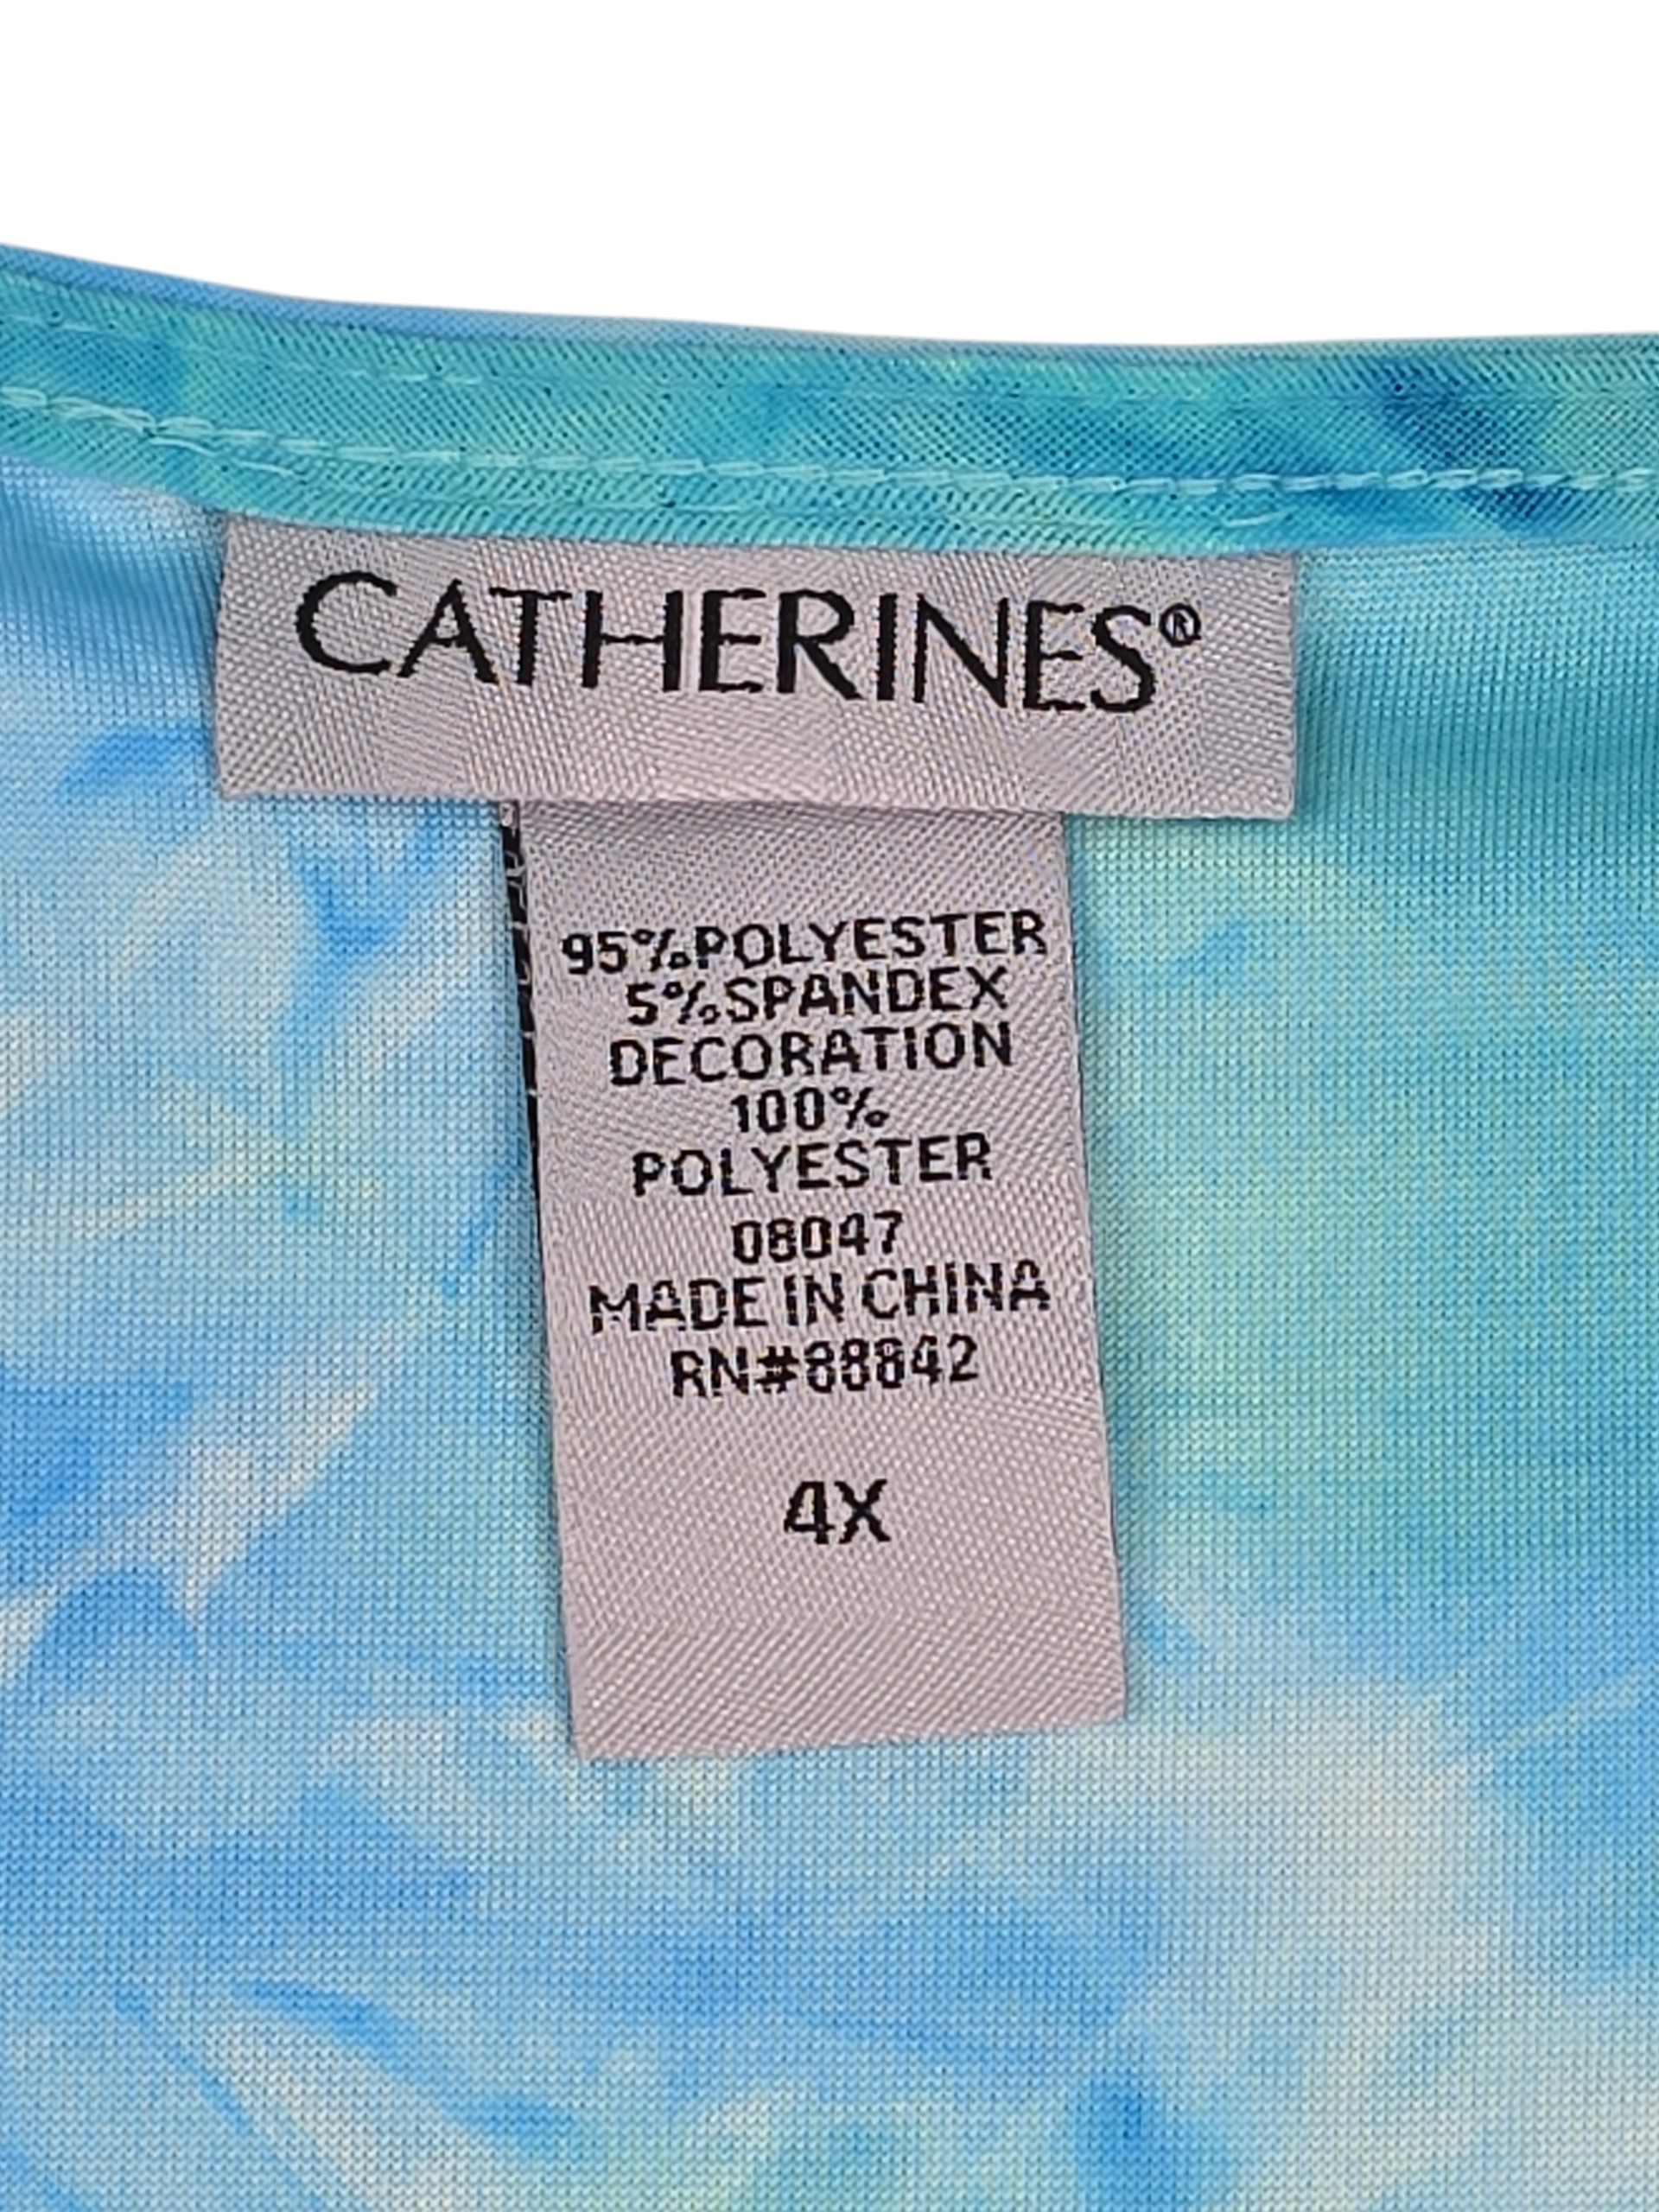 CATHERINES®
95%POLYESTER
5%SPANDEX
DECORATION
100%
POLYESTER
08047
MADE IN CHINA
RN#88842
4X